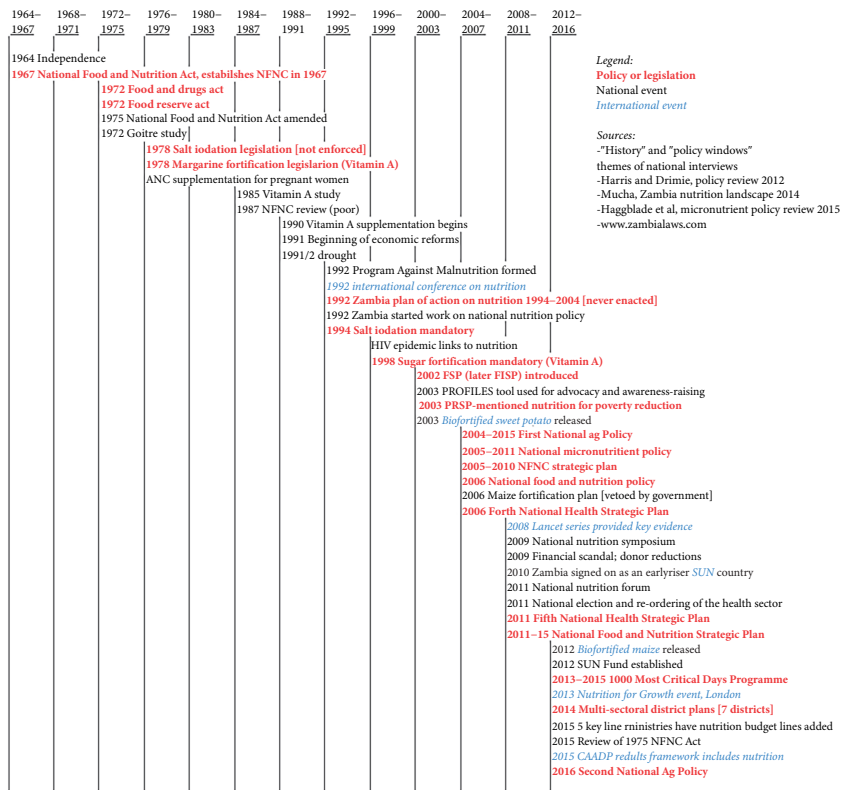 1964– 1968– 1972– 1976– 1980– 1984– 1988– 1992– 1996– 2000– 2004– 2008– 2012–
1967 1971 1975 1979 1983 1987 1991 1995 1999 2003 2007 2011 2016
1964 Independence
1967 National Food and Nutrition Act, estabilshes NFNC in 1967
1972 Food and drugs act
1972 Food reserve act
1975 National Food and Nutrition Act amended
1972 Goitre study
1978 Salt iodation legislation [not enforced]
1978 Margarine fortification legislarion (Vitamin A)
ANC supplementation for pregnant women
1985 Vitamin A study
1987 NFNC review (poor)
1990 Vitamin A supplementation begins
1991 Beginning of economic reforms
1991/2 drought
1992 Program Against Malnutrition formed
1992 international conference on nutrition
1992 Zambia plan of action on nutrition 1994–2004 [never enacted]
1992 Zambia started work on national nutrition policy
1994 Salt iodation mandatory
HIV epidemic links to nutrition
1998 Sugar fortification mandatory (Vitamin A)
2002 FSP (later FISP) introduced
2003 PROFILES tool used for advocacy and awareness-raising
2003 PRSP-mentioned nutrition for poverty reduction
2003 Biofortified sweet potato released
2004–2015 First National ag Policy
2005–2011 National micronutritient policy
2005–2010 NFNC strategic plan
2006 National food and nutrition policy
2006 Maize fortification plan [vetoed by government]
2006 Forth National Health Strategic Plan
2008 Lancet series provided key evidence
2009 National nutrition symposium
2009 Financial scandal; donor reductions
2010 Zambia signed on as an earlyriser SUN country
2011 National nutrition forum
2011 National election and re-ordering of the health sector
2011 Fifth National Health Strategic Plan
2011–15 National Food and Nutrition Strategic Plan
2012 Biofortified maize released
2012 SUN Fund established
2013–2015 1000 Most Critical Days Programme
2013 Nutrition for Growth event, London
2014 Multi-sectoral district plans [7 districts]
2015 5 key line rninistries have nutrition budget lines added
2015 Review of 1975 NFNC Act
2015 CAADP redults framework includes nutrition
2016 Second National Ag Policy
Legend:
Policy or legislation
National event
International event
Sources:
-"History" and "policy windows"
themes of national interviews
-Harris and Drimie, policy review 2012
-Mucha, Zambia nutrition landscape 2014
-Haggblade et al, micronutrient policy review 2015
-www.zambialaws.com